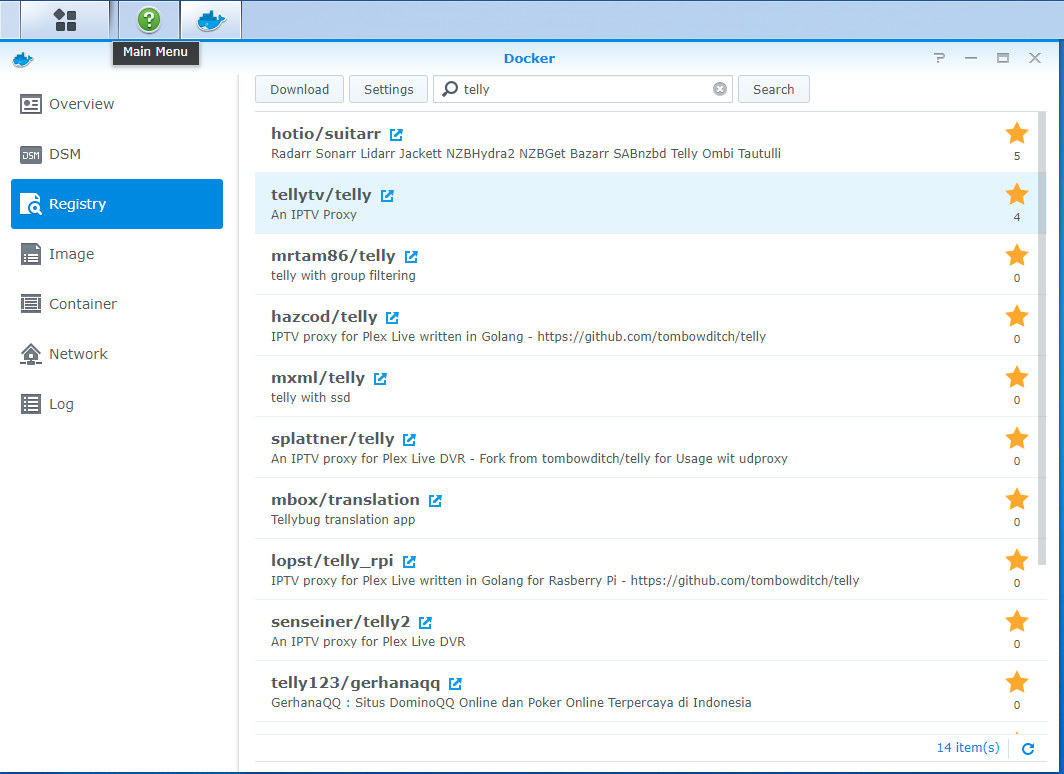 ?
Main Menu
Docker
Overview
DSM
DSM
Registry
Image
Container
Network
Log
Download
Settings
telly
Search
hotio/suitarr
Radarr Sonarr Lidarr Jackett NZBHydra2 NZBGet Bazarr SABnzbd Telly Ombi Tautulli
5
tellytv/telly
An IPTV Proxy
4
mrtam86/telly
telly with group filtering
0
hazcod/telly
IPTV proxy for Plex Live written in Golang - https://github.com/tombowditch/telly
0
mxml/telly
telly with ssd
0
splattner/telly
An IPTV proxy for Plex Live DVR - Fork from tombowditch/telly for Usage wit udproxy
0
mbox/translation
Tellybug translation app
0
lopst/telly_rpi
IPTV proxy for Plex Live written in Golang for Rasberry Pi - https://github.com/tombowditch/telly
0
senseiner/telly2
An IPTV proxy for Plex Live DVR
0
telly123/gerhanaqq
GerhanaQQ : Situs DominoQQ Online dan Poker Online Terpercaya di Indonesia
0
14 item(s)